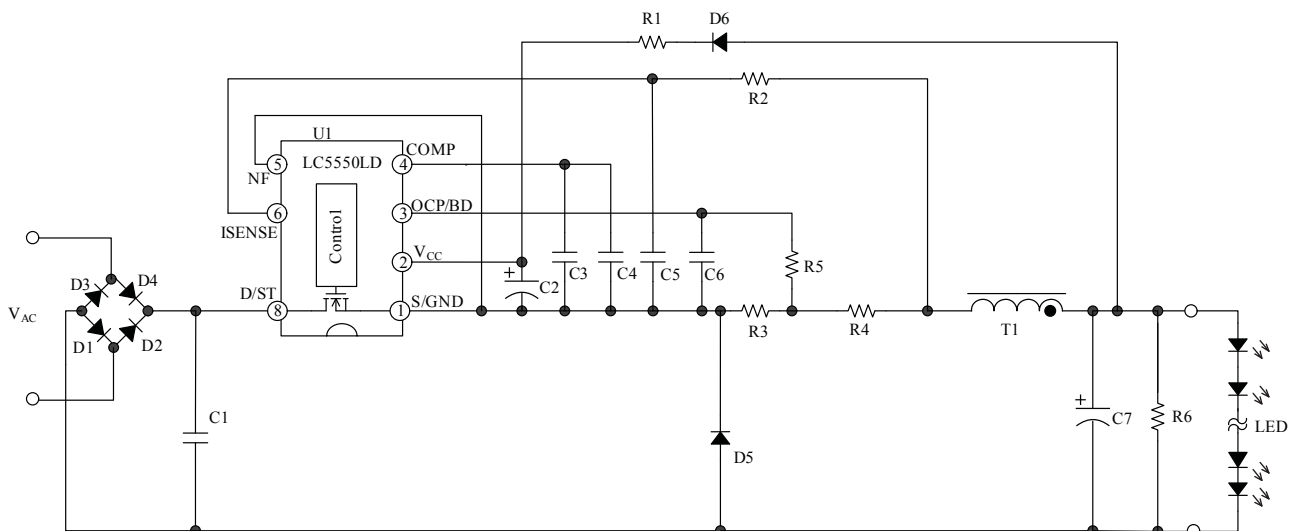 R1
D6
R2
U1
5
LC5550LD
4
COMP
NF
6
ISENSE
Control
3
OCP/BD
2
VCC
D3
D4
D/ST
8
1
S/GND
C2
C3
C4
C5
C6
R5
VAC
D1
D2
R3
R4
T1
C1
D5
C7
R6
LED